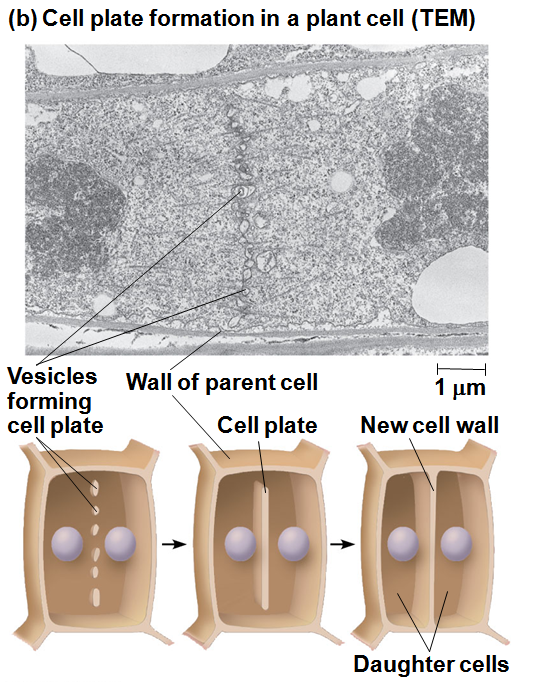 (b) Cell plate formation in a plant cell (TEM)
Vesicles
forming
cell plate
Wall of parent cell
1 μm
Cell plate
New cell wall
Daughter cells